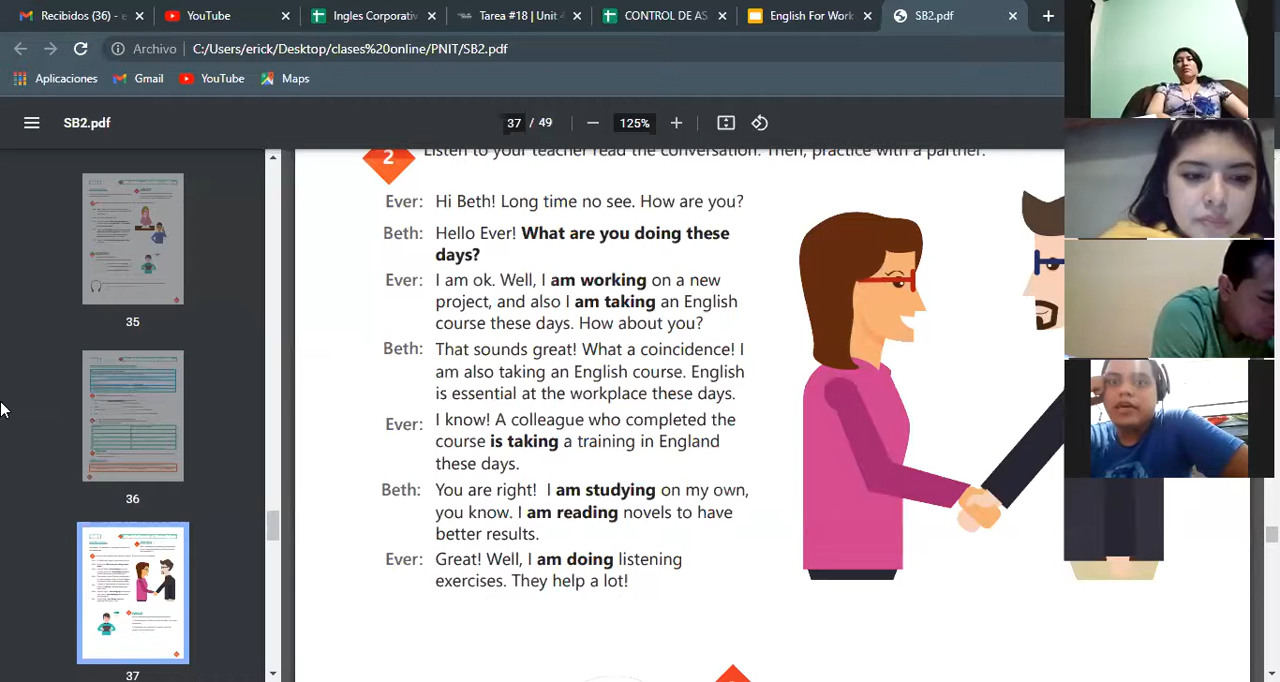 Recibidos (36) - e
YouTube
Ingles Corporativ
Tarea #18 | Unit 4
CONTROL DE AS
English For Work
SB2.pdf
Archivo C:/Users/erick/Desktop/clases%20online/PNIT/SB2.pdf
Aplicaciones Gmail YouTube Maps
SB2.pdf 37 / 49 125%
35
36
37
2 Listen to your teacher read the conversation. Then, practice with a partner.
Ever: Hi Beth! Long time no see. How are you?
Beth: Hello Ever! What are you doing these
days?
Ever: I am ok. Well, I am working on a new
project, and also I am taking an English
course these days. How about you?
Beth: That sounds great! What a coincidence! I
am also taking an English course. English
is essential at the workplace these days.
Ever: I know! A colleague who completed the
course is taking a training in England
these days.
Beth: You are right! I am studying on my own,
you know. I am reading novels to have
better results.
Ever: Great! Well, I am doing listening
exercises. They help a lot!